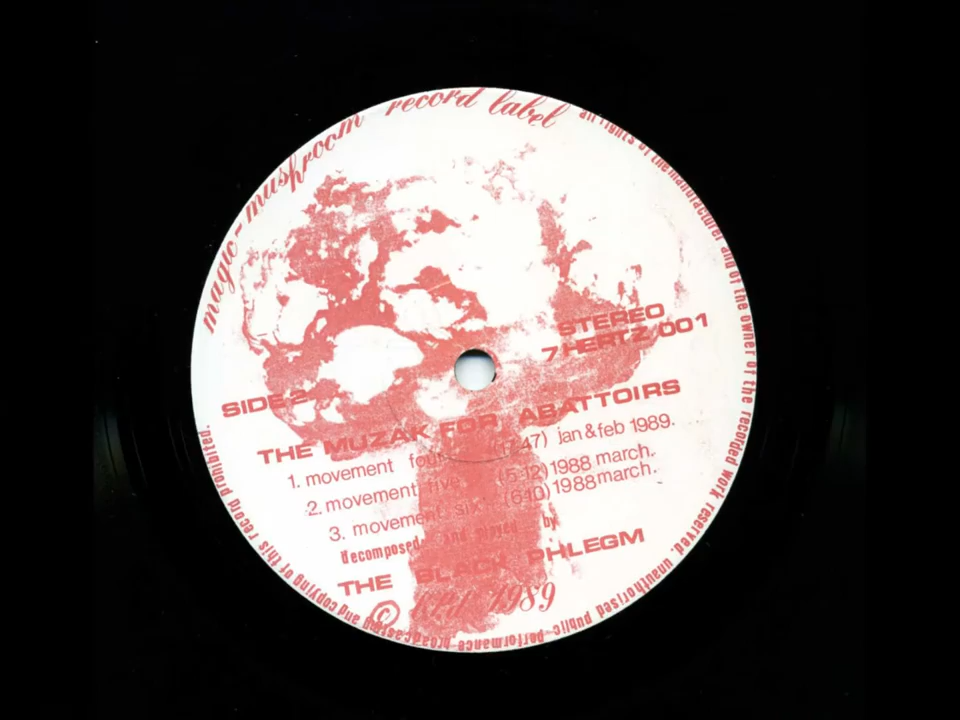 magic-mushroom record label
all rights of the manufacturer and of the owner of the recorded work reserved. unauthorised public performance broadcasting and copying of this record prohibited.
STEREO
7 HERTZ 001
SIDE 2
THE MUZAK FOR ABATTOIRS
1. movement four (17:47) jan & feb 1989.
2. movement five (5:12) 1988 march.
3. movement six (6:10) 1988 march.
decomposed and played by
THE BLACK PHLEGM
© 1989